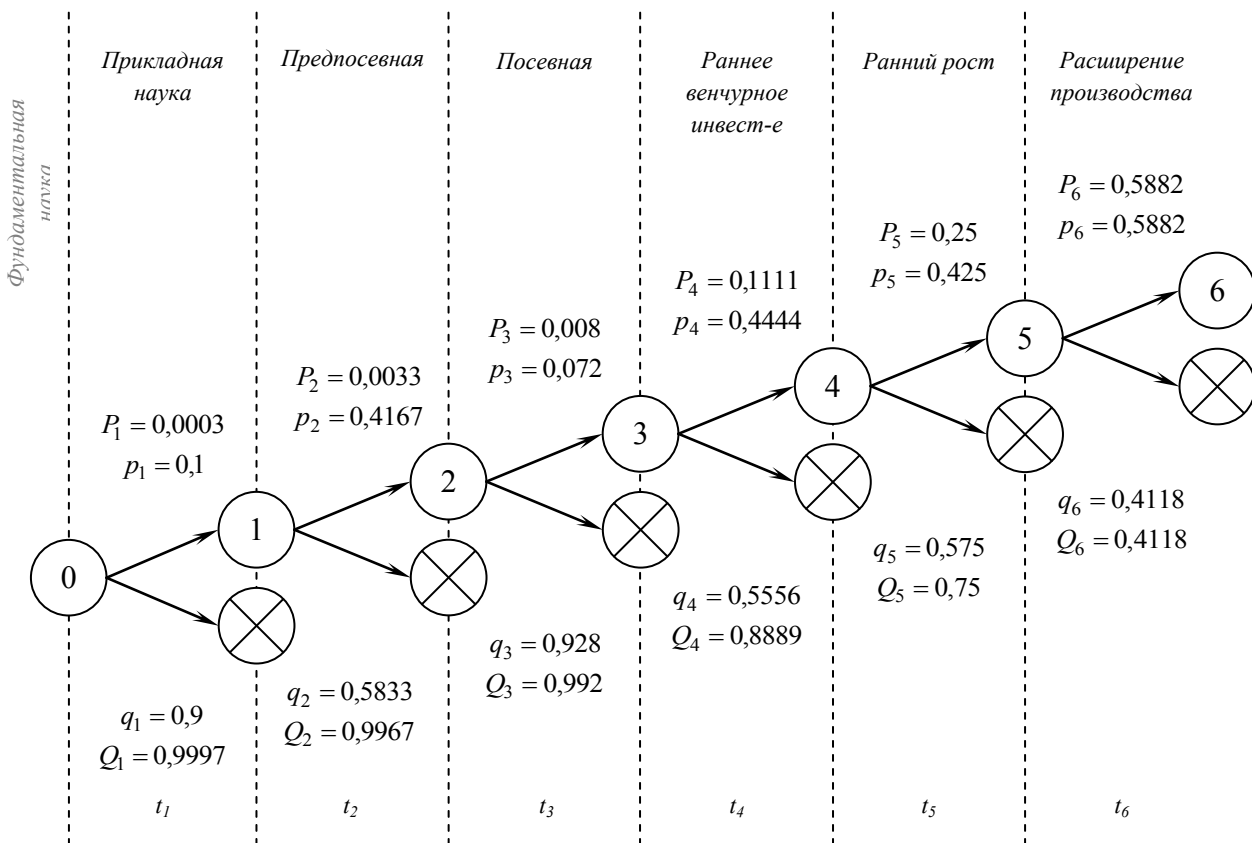 Фундаментальная
наука
Прикладная
наука
Предпосевная
Посевная
Раннее
венчурное
инвест-е
Ранний рост
Расширение
производства
P₁ = 0,0003
p₁ = 0,1
P₂ = 0,0033
p₂ = 0,4167
P₃ = 0,008
p₃ = 0,072
P₄ = 0,1111
p₄ = 0,4444
P₅ = 0,25
p₅ = 0,425
P₆ = 0,5882
p₆ = 0,5882
0
1
2
3
4
5
6
q₁ = 0,9
Q₁ = 0,9997
q₂ = 0,5833
Q₂ = 0,9967
q₃ = 0,928
Q₃ = 0,992
q₄ = 0,5556
Q₄ = 0,8889
q₅ = 0,575
Q₅ = 0,75
q₆ = 0,4118
Q₆ = 0,4118
t₁
t₂
t₃
t₄
t₅
t₆